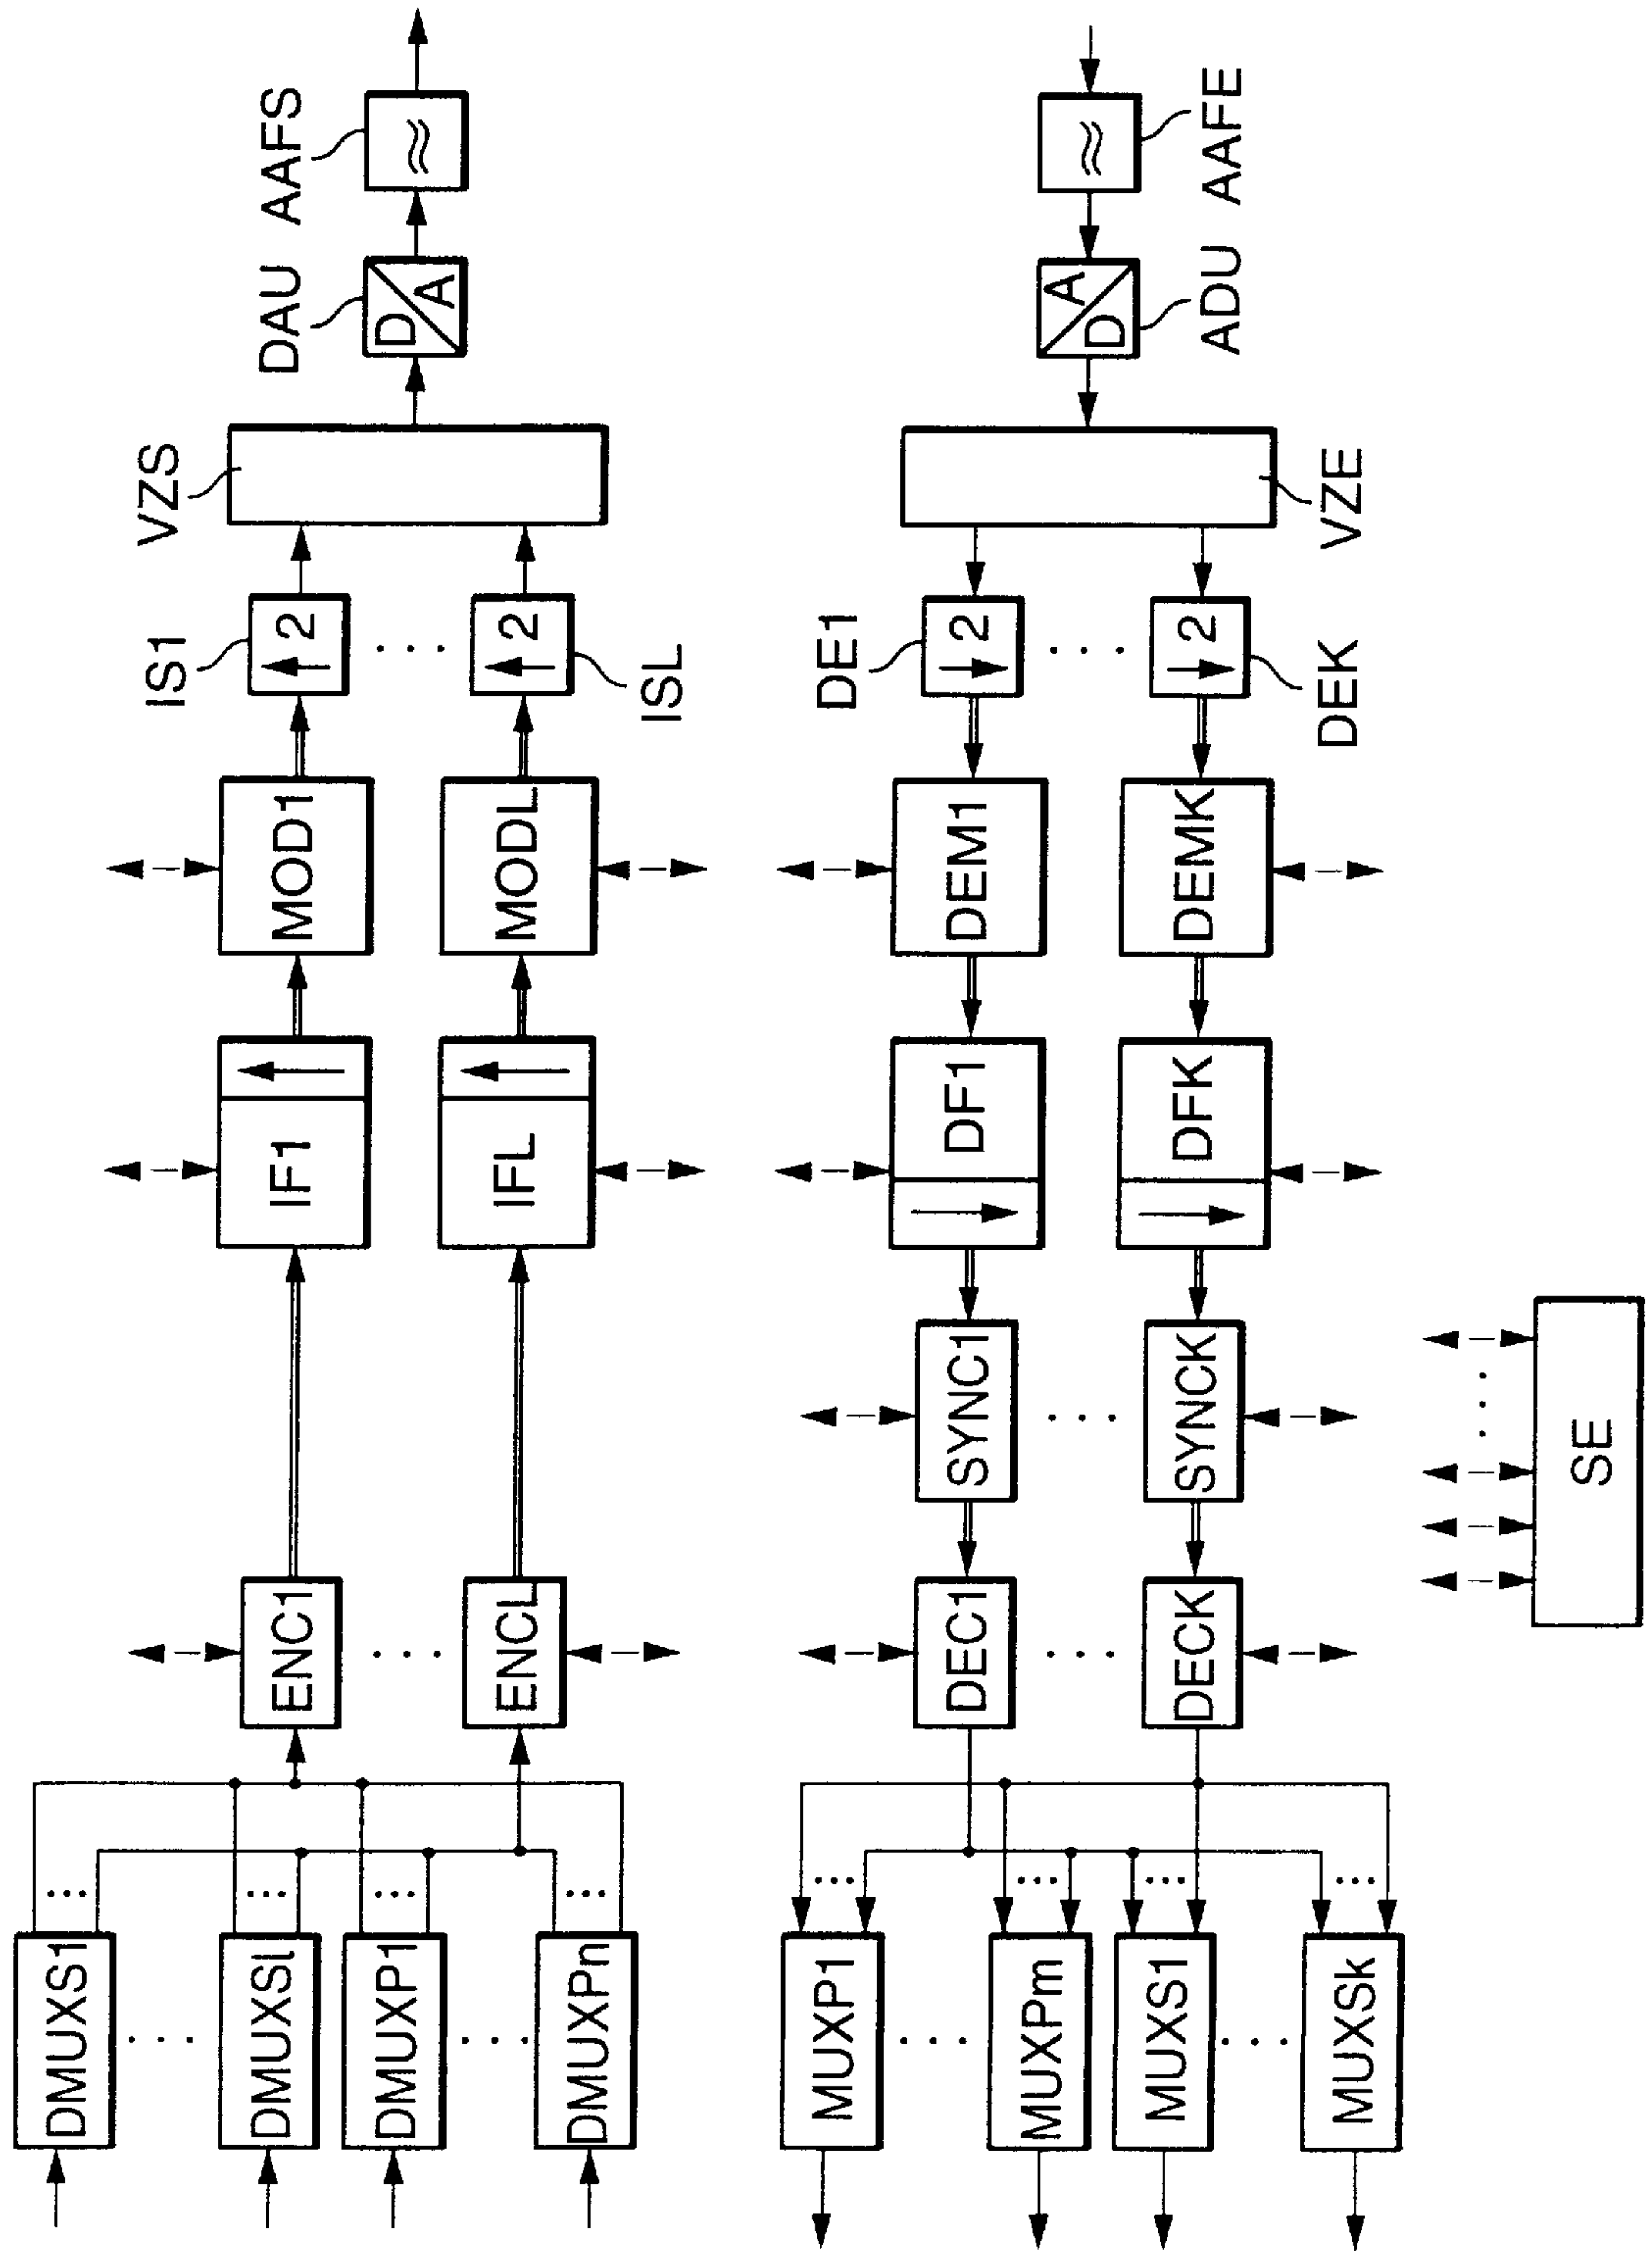 DMUXS1
DMUXSl
DMUXP1
DMUXPn
ENC1
ENCL
IF1
IFL
MOD1
MODL
IS1
2
2
ISL
VZS
DAU
D
A
AAFS
≈
MUXP1
MUXPm
MUXS1
MUXSk
DEC1
DECK
SYNC1
SYNCK
DF1
DFK
DEM1
DEMK
DE1
2
2
DEK
VZE
A
D
ADU
≈
AAFE
SE